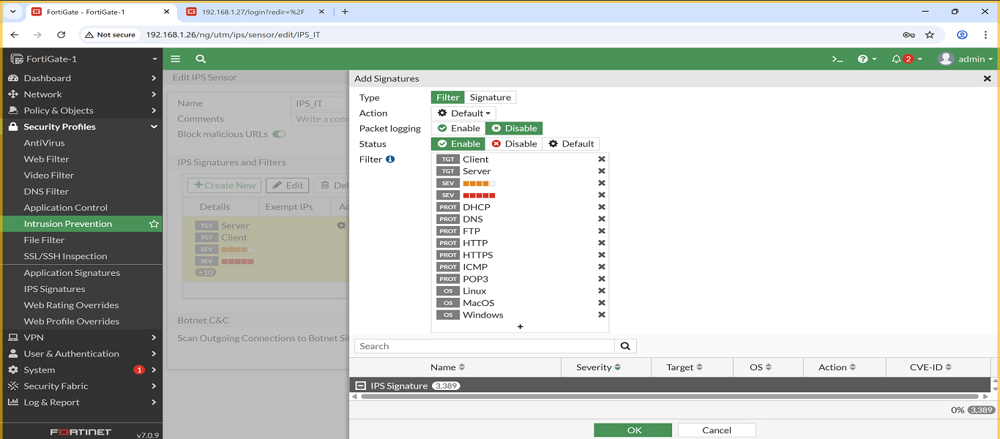 FortiGate - FortiGate-1
192.168.1.27/login?redir=%2F
Not secure
192.168.1.26/ng/utm/ips/sensor/edit/IPS_IT
FortiGate-1
2
admin
Dashboard
Network
Policy & Objects
Security Profiles
AntiVirus
Web Filter
Video Filter
DNS Filter
Application Control
Intrusion Prevention
File Filter
SSL/SSH Inspection
Application Signatures
IPS Signatures
Web Rating Overrides
Web Profile Overrides
VPN
User & Authentication
System 1
Security Fabric
Log & Report
FORTINET
v7.0.9
Edit IPS Sensor
Name IPS_IT
Comments Write a com
Block malicious URLs
IPS Signatures and Filters
+ Create New Edit Del
Details Exempt IPs Ac
TGT Server
TGT Client
SEV
SEV
+10
Botnet C&C
Scan Outgoing Connections to Botnet Sit
Add Signatures
Type Filter Signature
Action Default
Packet logging Enable Disable
Status Enable Disable Default
Filter
TGT Client
TGT Server
SEV
SEV
PROT DHCP
PROT DNS
PROT FTP
PROT HTTP
PROT HTTPS
PROT ICMP
PROT POP3
OS Linux
OS MacOS
OS Windows
+
Search
Name Severity Target OS Action CVE-ID
IPS Signature 3,389
0% 3,389
OK Cancel